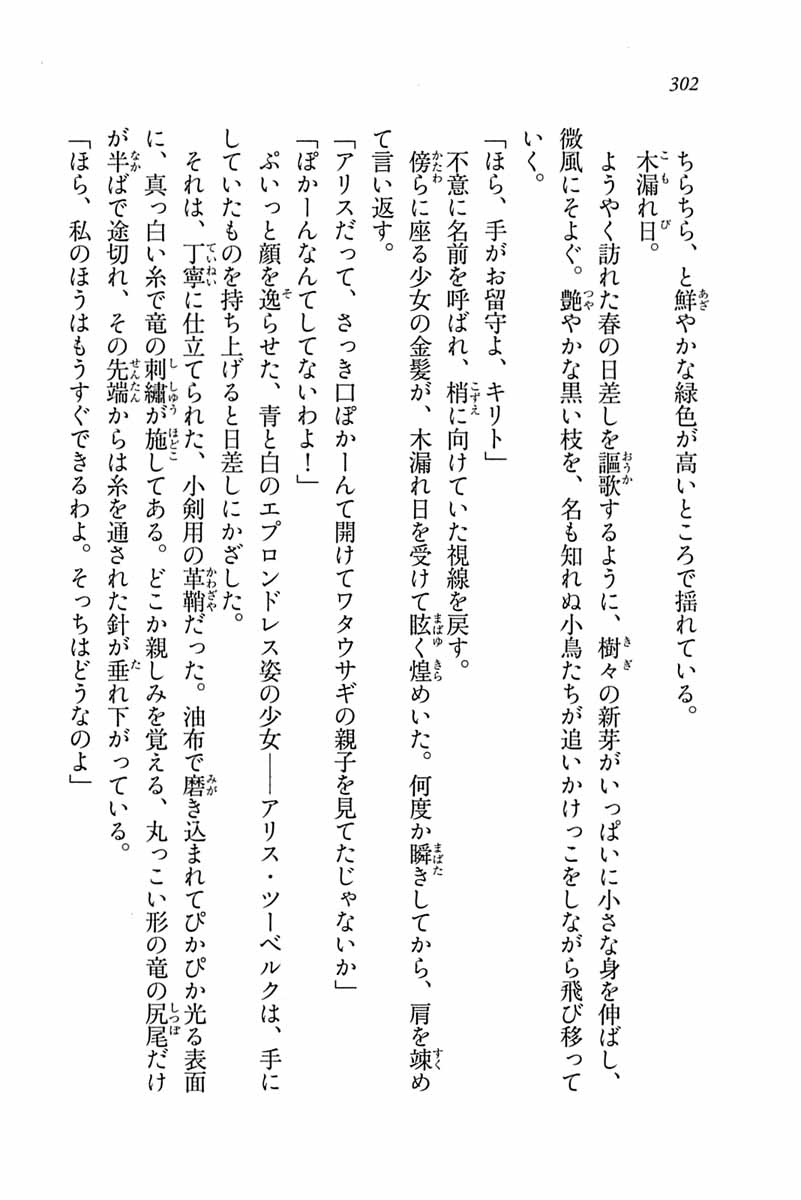 302
ちらちら、と鮮やかな緑色が高いところで揺れている。
木漏れ日。
ようやく訪れた春の日差しを謳歌するように、樹々の新芽がいっぱいに小さな身を伸ばし、
微風にそよぐ。艶やかな黒い枝を、名も知れぬ小鳥たちが追いかけっこをしながら飛び移って
いく。
「ほら、手がお留守よ、キリト」
不意に名前を呼ばれ、梢に向けていた視線を戻す。
傍らに座る少女の金髪が、木漏れ日を受けて眩く煌めいた。何度か瞬きしてから、肩を竦め
て言い返す。
「アリスだって、さっき口ぽかーんて開けてワタウサギの親子を見てたじゃないか」
「ぽかーんなんてしてないわよ！」
ぷいっと顔を逸らせた、青と白のエプロンドレス姿の少女——アリス・ツーベルクは、手に
していたものを持ち上げると日差しにかざした。
それは、丁寧に仕立てられた、小剣用の革鞘だった。油布で磨き込まれてぴかぴか光る表面
に、真っ白い糸で竜の刺繍が施してある。どこか親しみを覚える、丸っこい形の竜の尻尾だけ
が半ばで途切れ、その先端からは糸を通された針が垂れ下がっている。
「ほら、私のほうはもうすぐできるわよ。そっちはどうなのよ」